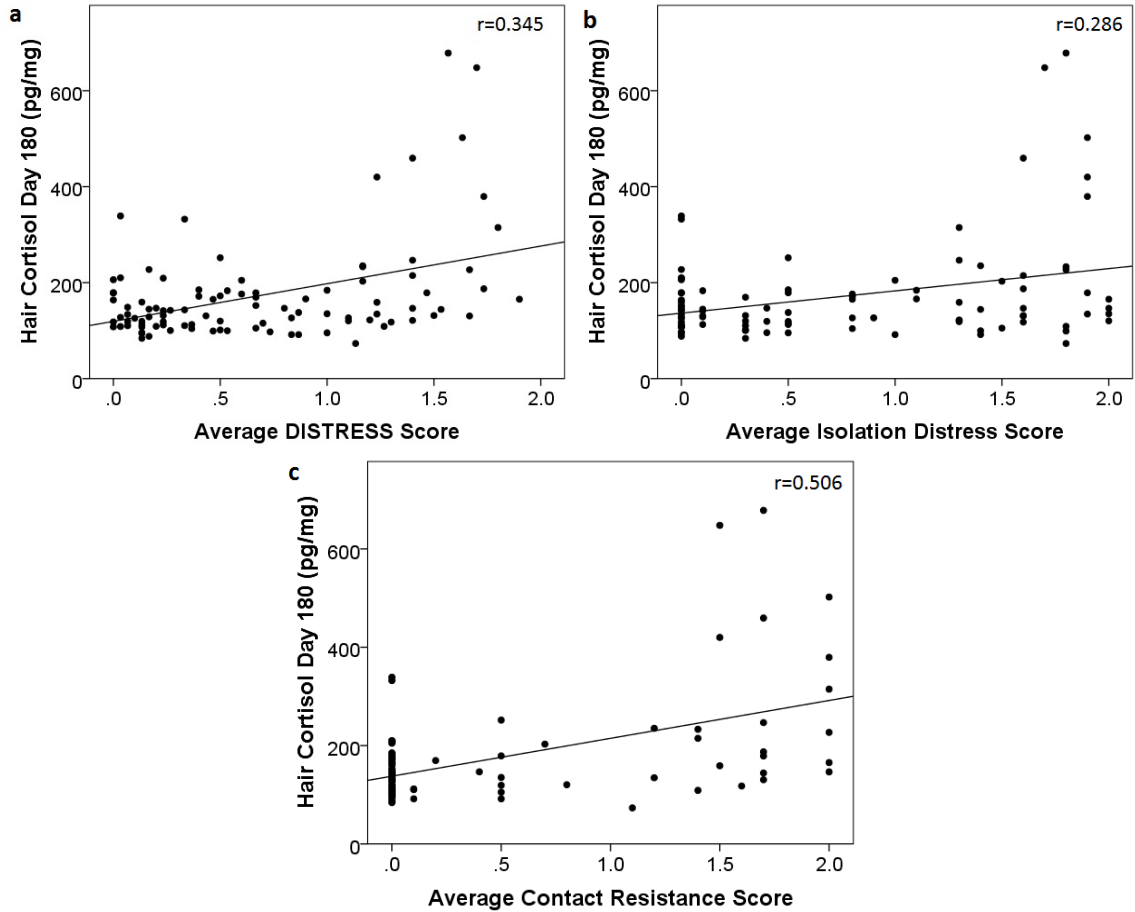 a
r=0.345
Hair Cortisol Day 180 (pg/mg)
600
400
200
0
.0 .5 1.0 1.5 2.0
Average DISTRESS Score
b
r=0.286
Hair Cortisol Day 180 (pg/mg)
600
400
200
0
.0 .5 1.0 1.5 2.0
Average Isolation Distress Score
c
r=0.506
Hair Cortisol Day 180 (pg/mg)
600
400
200
0
.0 .5 1.0 1.5 2.0
Average Contact Resistance Score